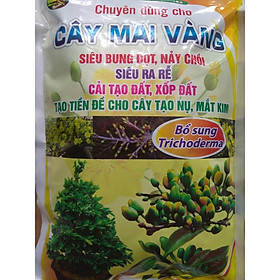 Chuyên dùng cho
CÂY MAI VÀNG
SIÊU BUNG ĐỌT, NẢY CHỒI
SIÊU RA RỄ
CẢI TẠO ĐẤT, XỐP ĐẤT
TẠO TIỀN ĐỀ CHO CÂY TẠO NỤ, MẮT KIM
Bổ sung
Trichoderma